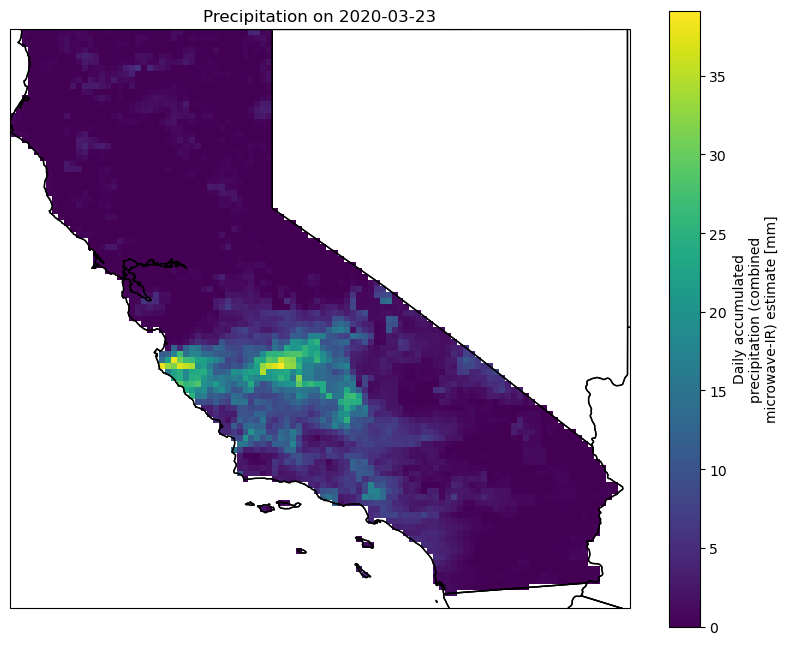 Precipitation on 2020-03-23
35
30
25
20
15
10
5
0
Daily accumulated
precipitation (combined
microwave-IR) estimate [mm]